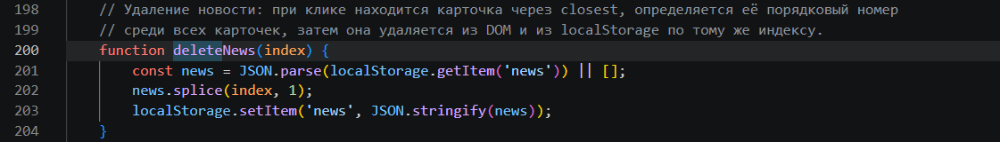 198 // Удаление новости: при клике находится карточка через closest, определяется её порядковый номер
199 // среди всех карточек, затем она удаляется из DOM и из localStorage по тому же индексу.
200 function deleteNews(index) {
201 const news = JSON.parse(localStorage.getItem('news')) || [];
202 news.splice(index, 1);
203 localStorage.setItem('news', JSON.stringify(news));
204 }